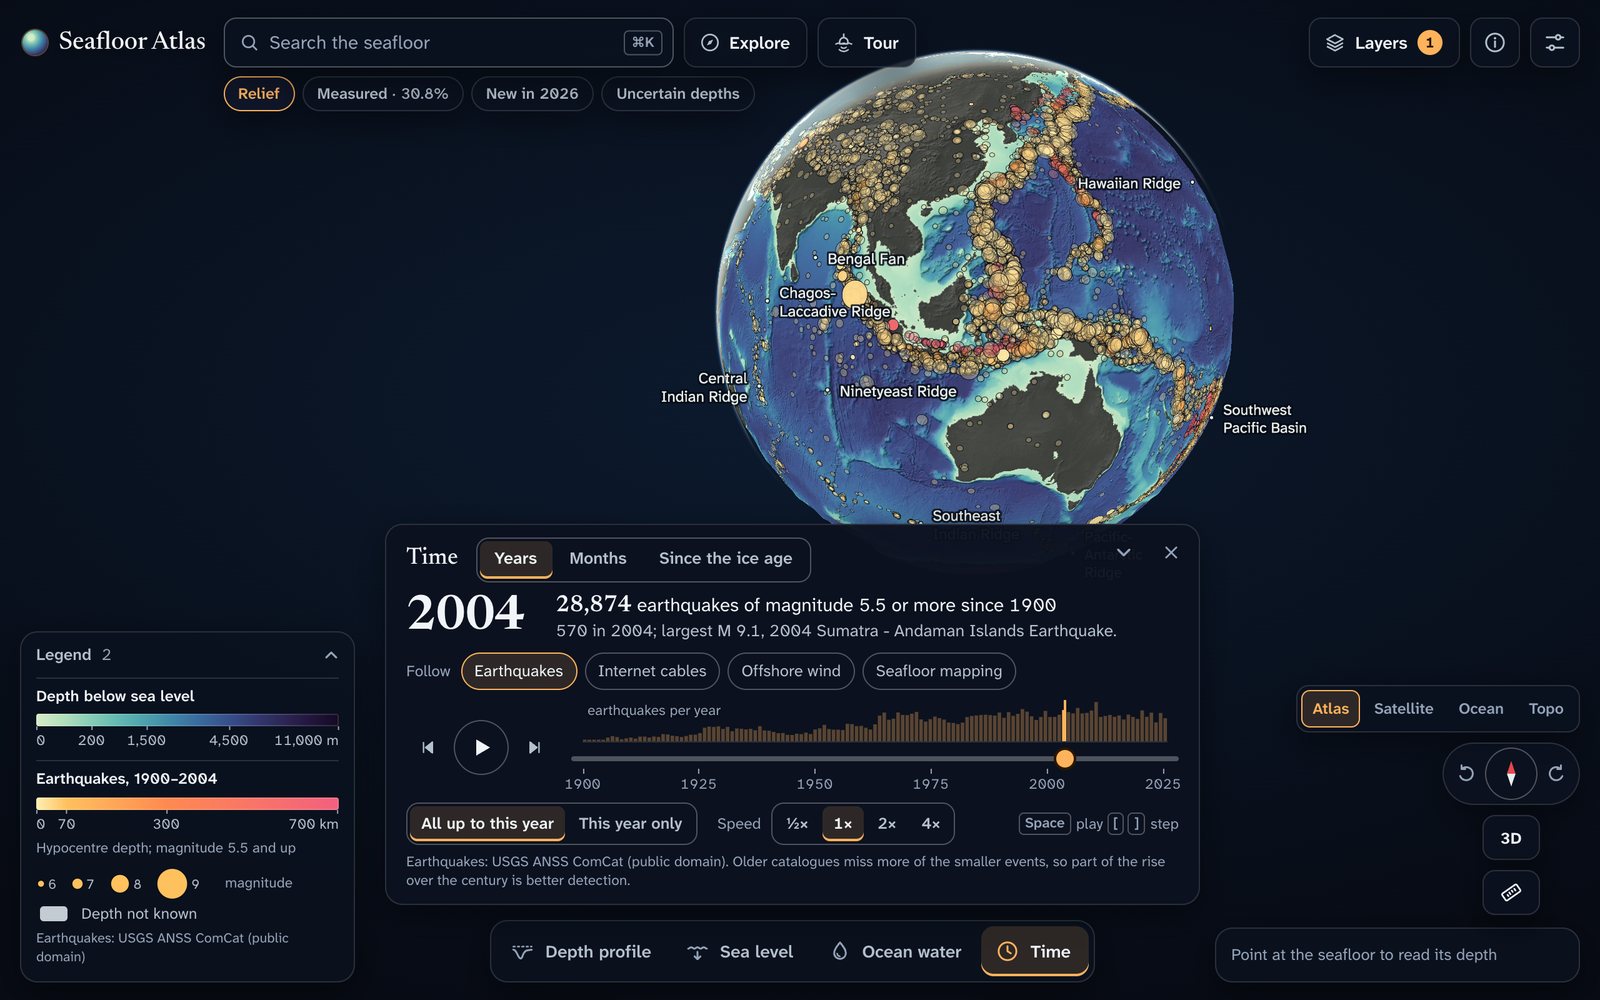 Seafloor Atlas
Search the seafloor
⌘K
Explore
Tour
Layers 1
Relief
Measured · 30.8%
New in 2026
Uncertain depths
Hawaiian Ridge
Bengal Fan
Chagos-
Laccadive Ridge
Central
Indian Ridge
Ninetyeast Ridge
Southwest
Pacific Basin
Southeast
Indian Ridge
Pacific-
Antarctic
Ridge
Time
Years
Months
Since the ice age
2004
28,874 earthquakes of magnitude 5.5 or more since 1900
570 in 2004; largest M 9.1, 2004 Sumatra - Andaman Islands Earthquake.
Follow
Earthquakes
Internet cables
Offshore wind
Seafloor mapping
earthquakes per year
1900 1925 1950 1975 2000 2025
All up to this year
This year only
Speed
½×
1×
2×
4×
Space play [ ] step
Earthquakes: USGS ANSS ComCat (public domain). Older catalogues miss more of the smaller events, so part of the rise
over the century is better detection.
Legend 2
Depth below sea level
0 200 1,500 4,500 11,000 m
Earthquakes, 1900–2004
0 70 300 700 km
Hypocentre depth; magnitude 5.5 and up
6 7 8 9 magnitude
Depth not known
Earthquakes: USGS ANSS ComCat (public
domain)
Atlas
Satellite
Ocean
Topo
3D
Depth profile
Sea level
Ocean water
Time
Point at the seafloor to read its depth